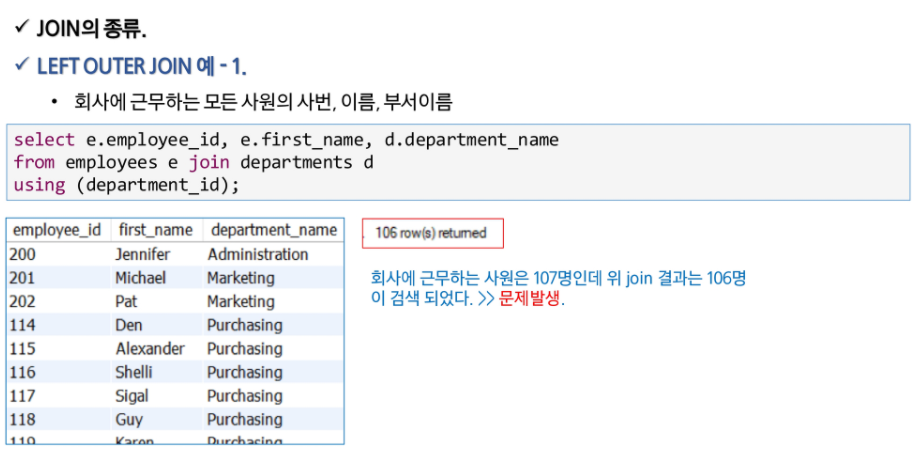 ✓ JOIN의 종류.
✓ LEFT OUTER JOIN 예 - 1.
• 회사에 근무하는 모든 사원의 사번, 이름, 부서이름
select e.employee_id, e.first_name, d.department_name
from employees e join departments d
using (department_id);
employee_id first_name department_name
200 Jennifer Administration
201 Michael Marketing
202 Pat Marketing
114 Den Purchasing
115 Alexander Purchasing
116 Shelli Purchasing
117 Sigal Purchasing
118 Guy Purchasing
119 Karen Purchasing
106 row(s) returned
회사에 근무하는 사원은 107명인데 위 join 결과는 106명
이 검색 되었다. >> 문제발생.